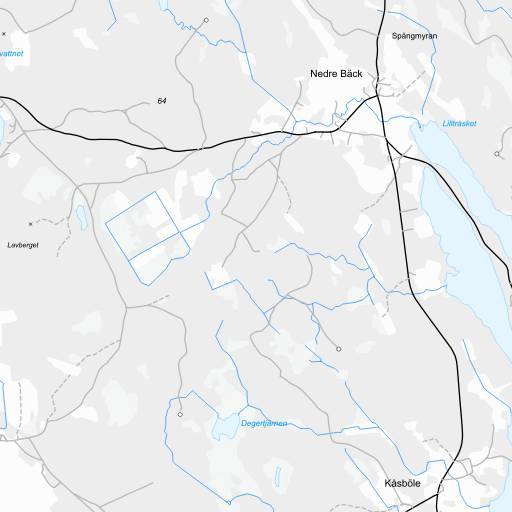 Spångmyran
vattnet
Nedre Bäck
64
Lillträsket
Lavberget
Degertjärnen
Kåsböle